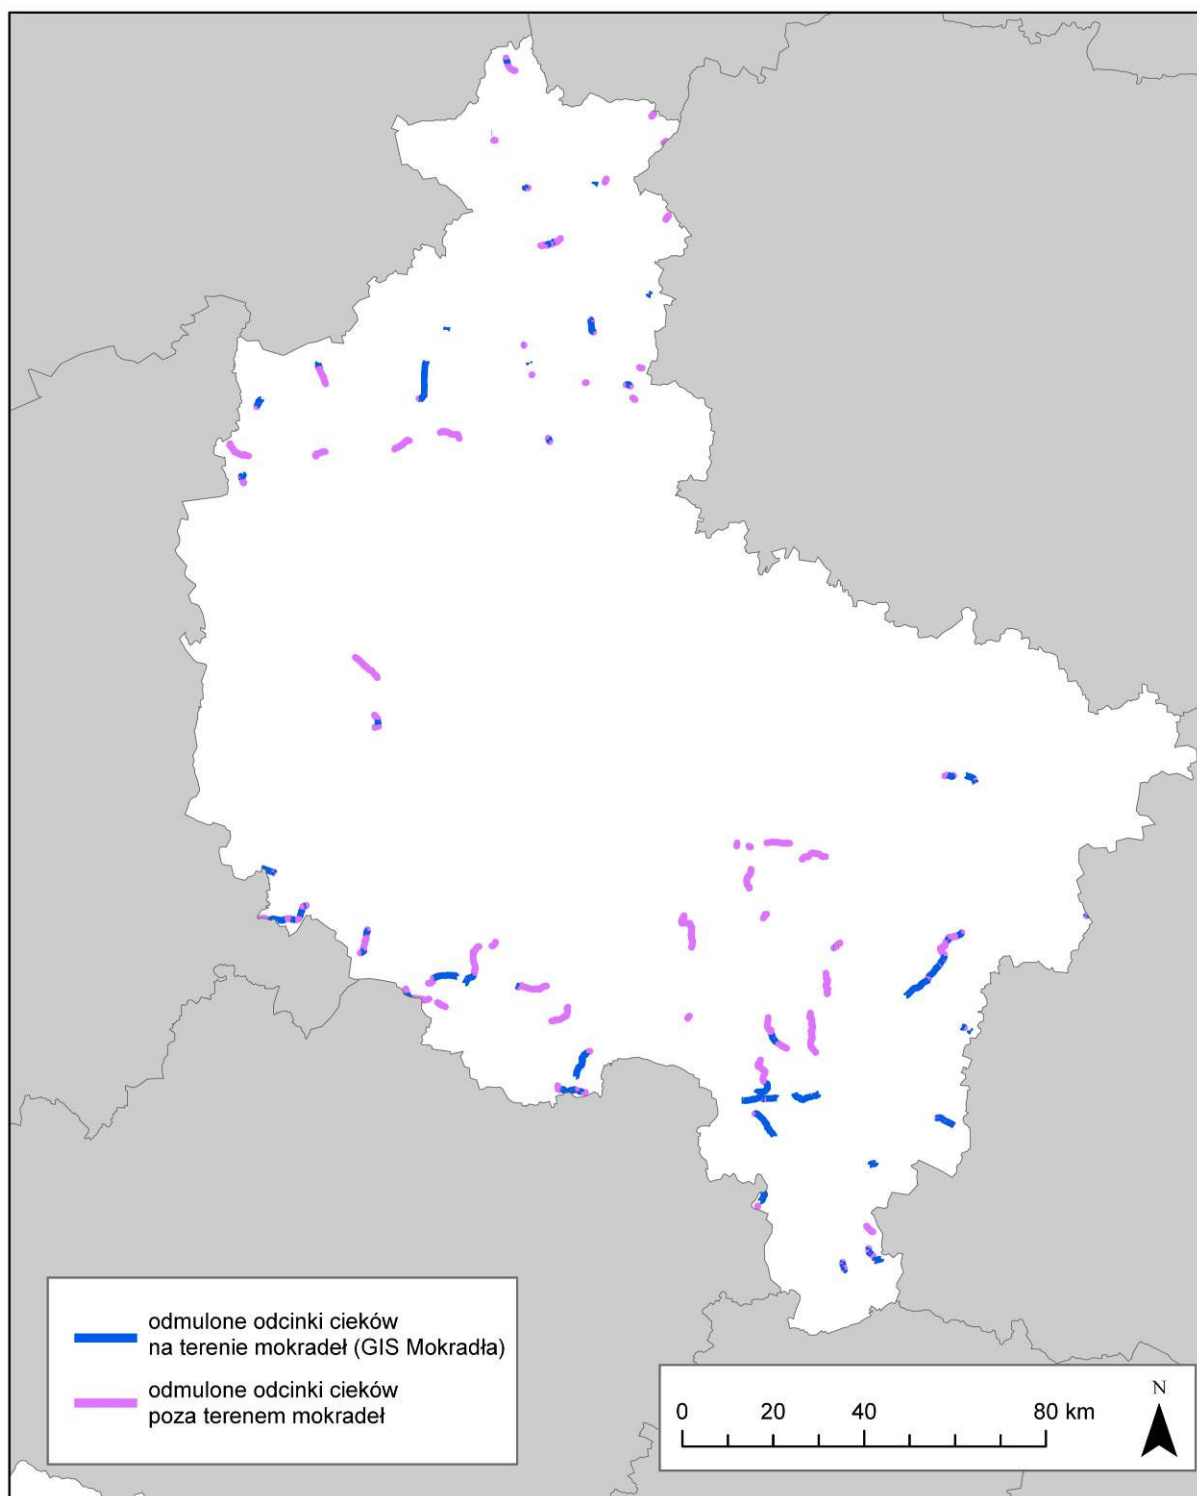 odmulone odcinki cieków
na terenie mokradeł (GIS Mokradła)
odmulone odcinki cieków
poza terenem mokradeł
0 20 40 80 km
N